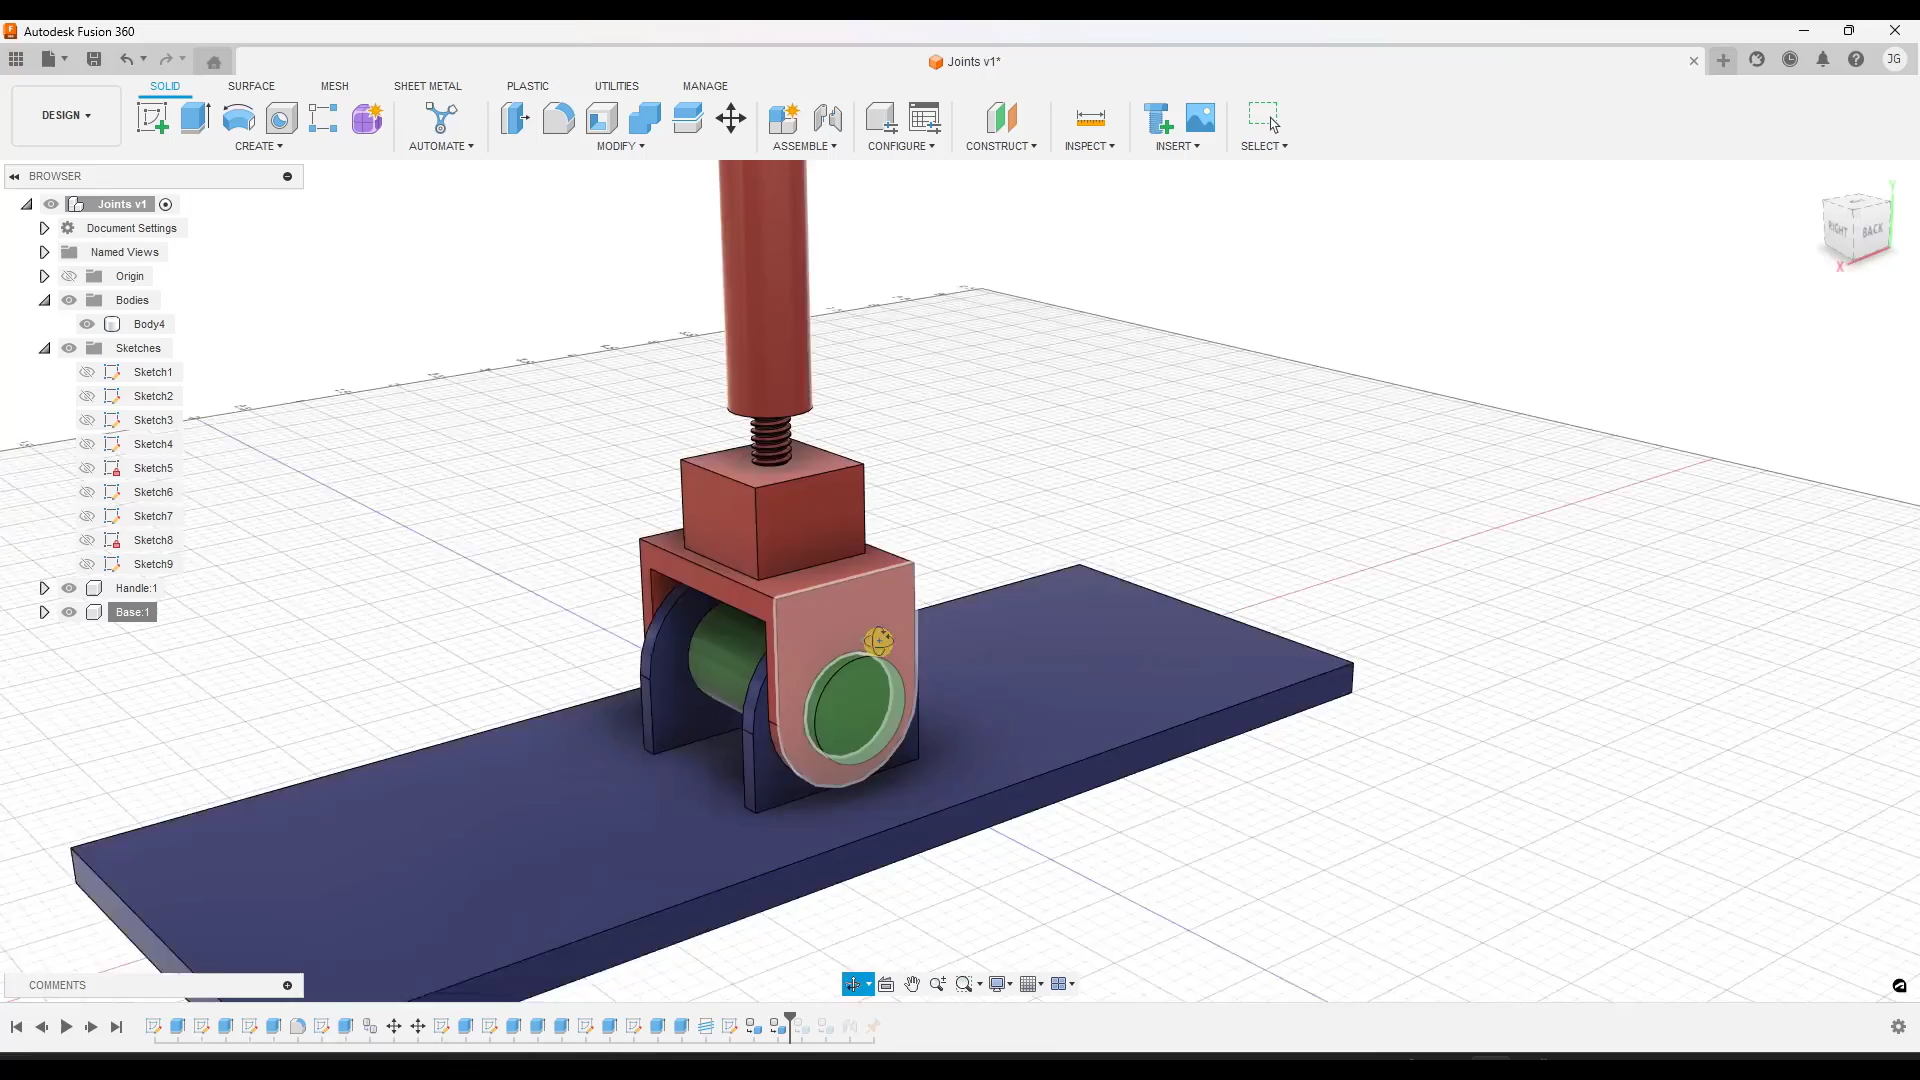 Autodesk Fusion 360
Joints v1*
JG
DESIGN
SOLID
SURFACE
MESH
SHEET METAL
PLASTIC
UTILITIES
MANAGE
CREATE
AUTOMATE
MODIFY
ASSEMBLE
CONFIGURE
CONSTRUCT
INSPECT
INSERT
SELECT
BROWSER
Joints v1
Document Settings
Named Views
Origin
Bodies
Body4
Sketches
Sketch1
Sketch2
Sketch3
Sketch4
Sketch5
Sketch6
Sketch7
Sketch8
Sketch9
Handle:1
Base:1
Y
RIGHT
BACK
X
COMMENTS